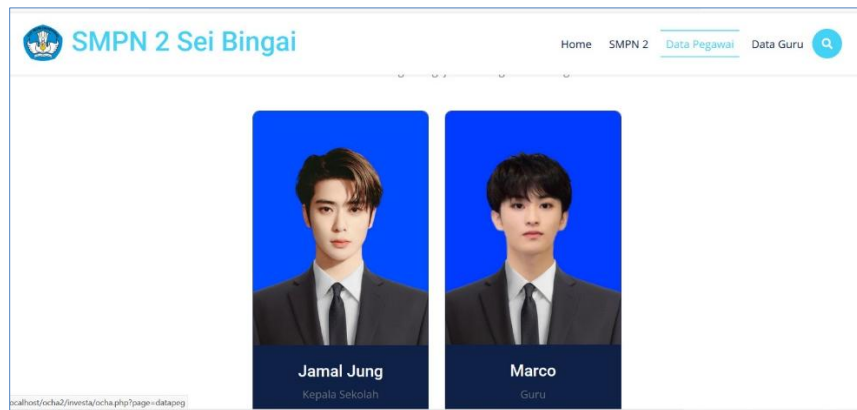 SMPN 2 Sei Bingai
Home SMPN 2 Data Pegawai Data Guru
Jamal Jung Marco
Kepala Sekolah Guru
localhost/ocha2/investa/ocha.php?page=datapeg